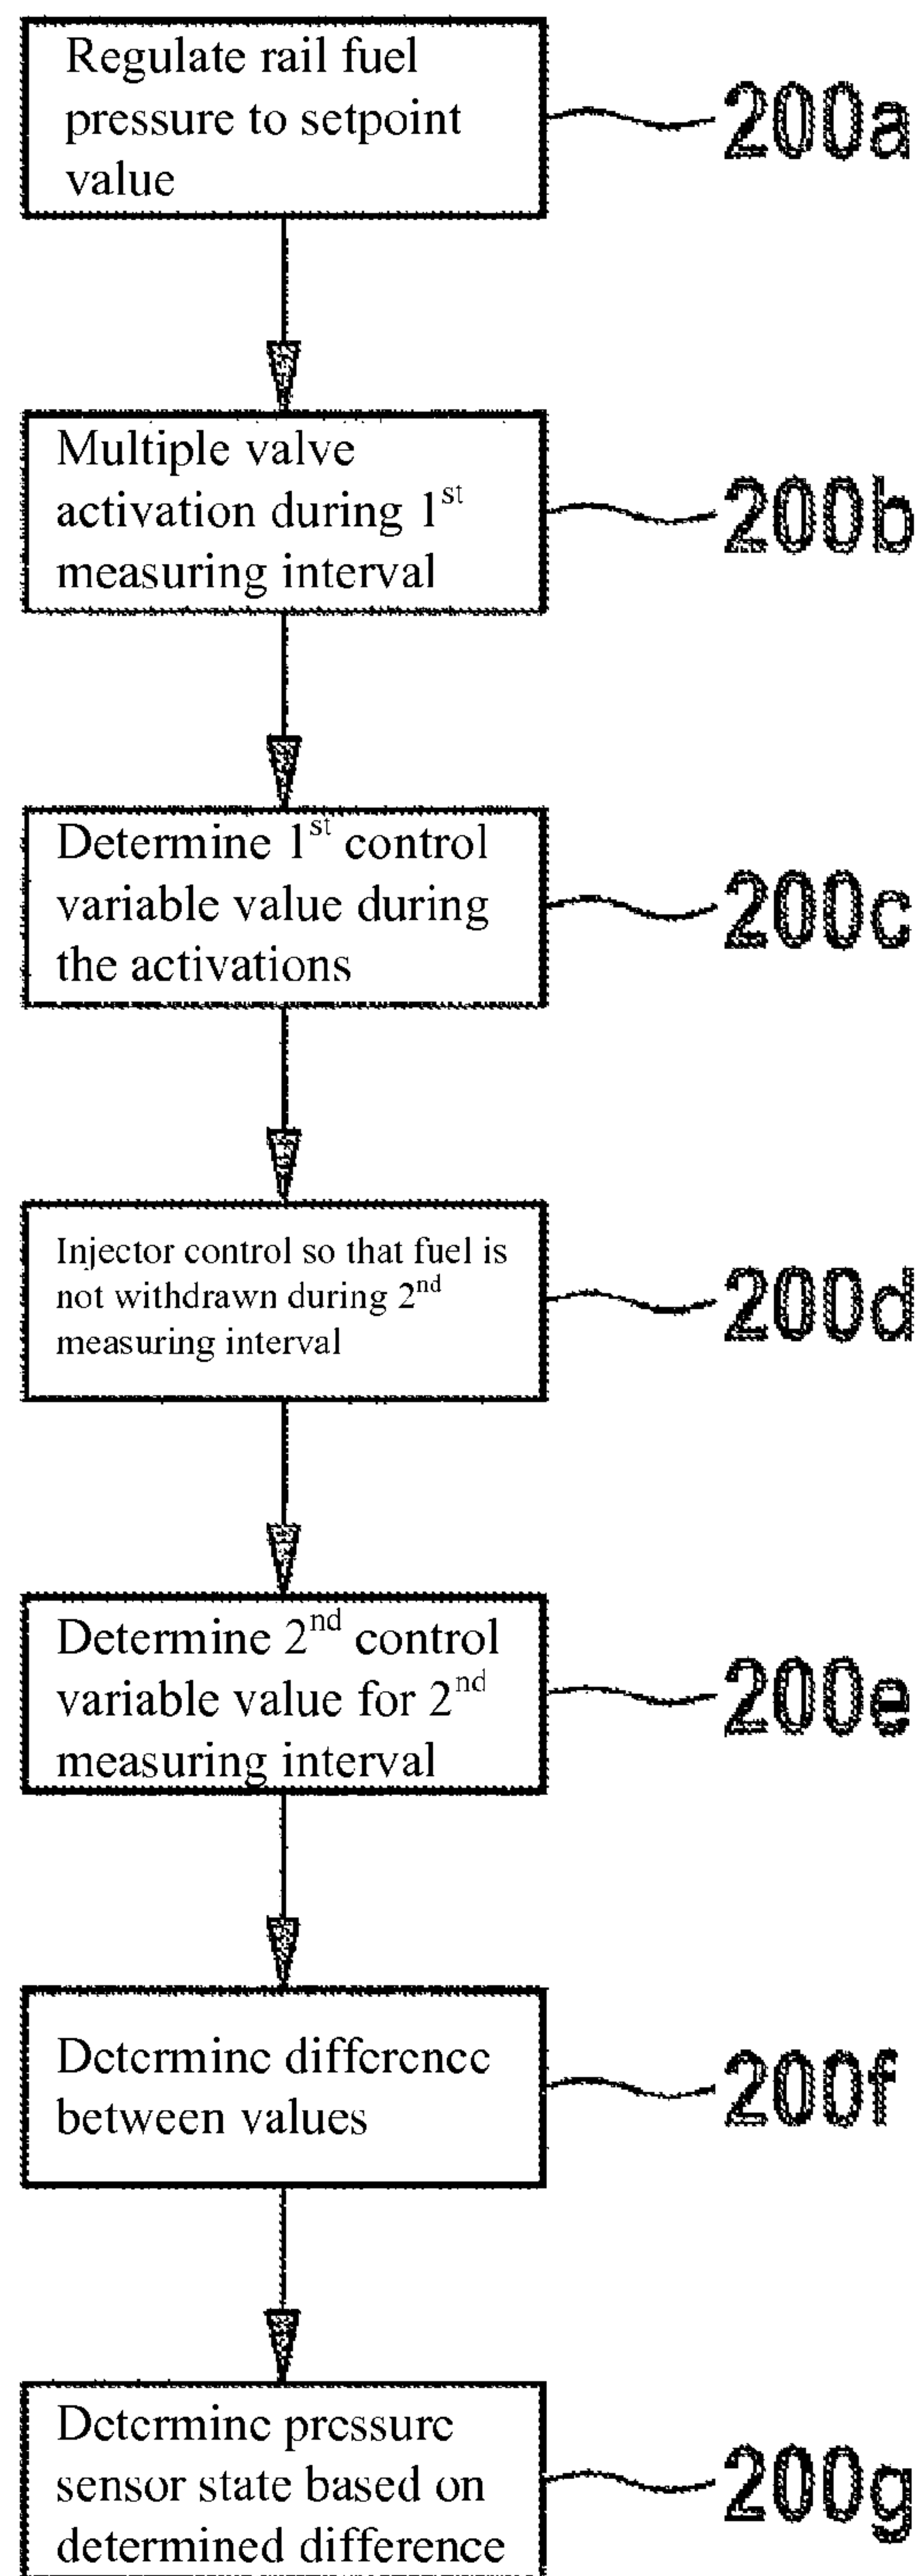 Regulate rail fuel
pressure to setpoint
value
200a
Multiple valve
activation during 1st
measuring interval
200b
Determine 1st control
variable value during
the activations
200c
Injector control so that fuel is
not withdrawn during 2nd
measuring interval
200d
Determine 2nd control
variable value for 2nd
measuring interval
200e
Determine difference
between values
200f
Determine pressure
sensor state based on
determined difference
200g